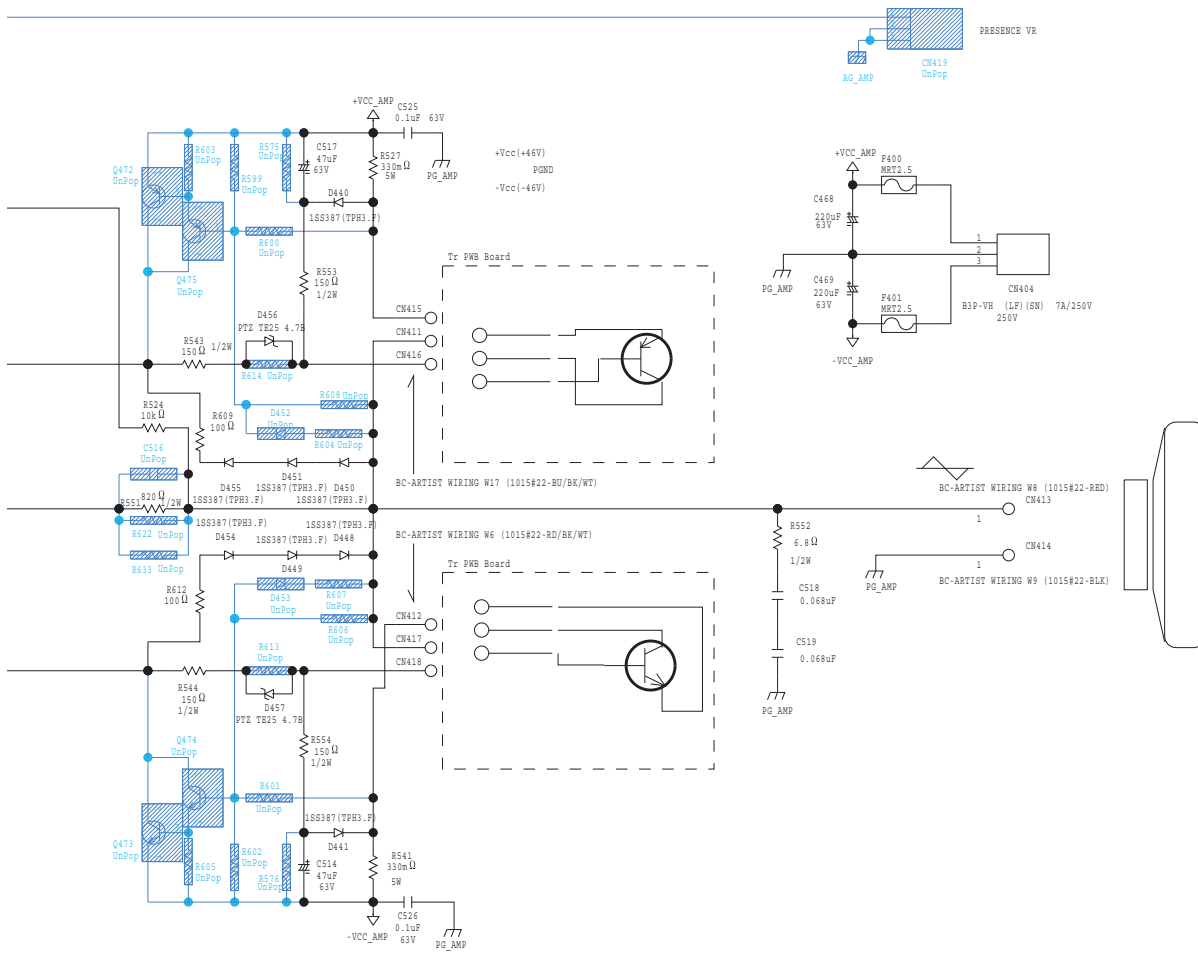 PRESENCE VR
CN419
UnPop
AG_AMP
+VCC_AMP
C525
0.1uF 63V
PG_AMP
R603
UnPop
R575
UnPop
C517
47uF
63V
R527
330mΩ
5W
+Vcc(+46V)
PGND
-Vcc(-46V)
Q472
UnPop
R599
UnPop
D440
1SS387(TPH3.F)
R600
UnPop
Q475
UnPop
R553
150Ω
1/2W
+VCC_AMP
F400
MRT2.5
C468
220uF
63V
1
2
3
PG_AMP
C469
220uF
63V
CN404
B3P-VH (LF)(SN) 7A/250V
250V
F401
MRT2.5
-VCC_AMP
Tr PWB Board
CN415
CN411
CN416
D456
PTZ TE25 4.7B
R543
150Ω 1/2W
R614 UnPop
R608 UnPop
R524
10kΩ
R609
100Ω
D452
UnPop
R604 UnPop
C516
UnPop
D455
1SS387(TPH3.F)
D451
1SS387(TPH3.F)
D450
1SS387(TPH3.F)
BC-ARTIST WIRING W17 (1015#22-BU/BK/WT)
BC-ARTIST WIRING W8 (1015#22-RED)
CN413
1
R551
820Ω
1/2W
R622 UnPop
R633 UnPop
1SS387(TPH3.F)
D454
1SS387(TPH3.F)
D449
1SS387(TPH3.F)
D448
BC-ARTIST WIRING W6 (1015#22-RD/BK/WT)
R552
6.8Ω
1/2W
CN414
1
PG_AMP
BC-ARTIST WIRING W9 (1015#22-BLK)
Tr PWB Board
R612
100Ω
D453
UnPop
R607
UnPop
R606
UnPop
CN412
CN417
CN418
C518
0.068uF
C519
0.068uF
PG_AMP
R613
UnPop
R544
150Ω
1/2W
D457
PTZ TE25 4.7B
Q474
UnPop
R554
150Ω
1/2W
R601
UnPop
1SS387(TPH3.F)
D441
Q473
UnPop
R605
UnPop
R602
UnPop
R576
UnPop
C514
47uF
63V
R541
330mΩ
5W
-VCC_AMP
C526
0.1uF
63V
PG_AMP